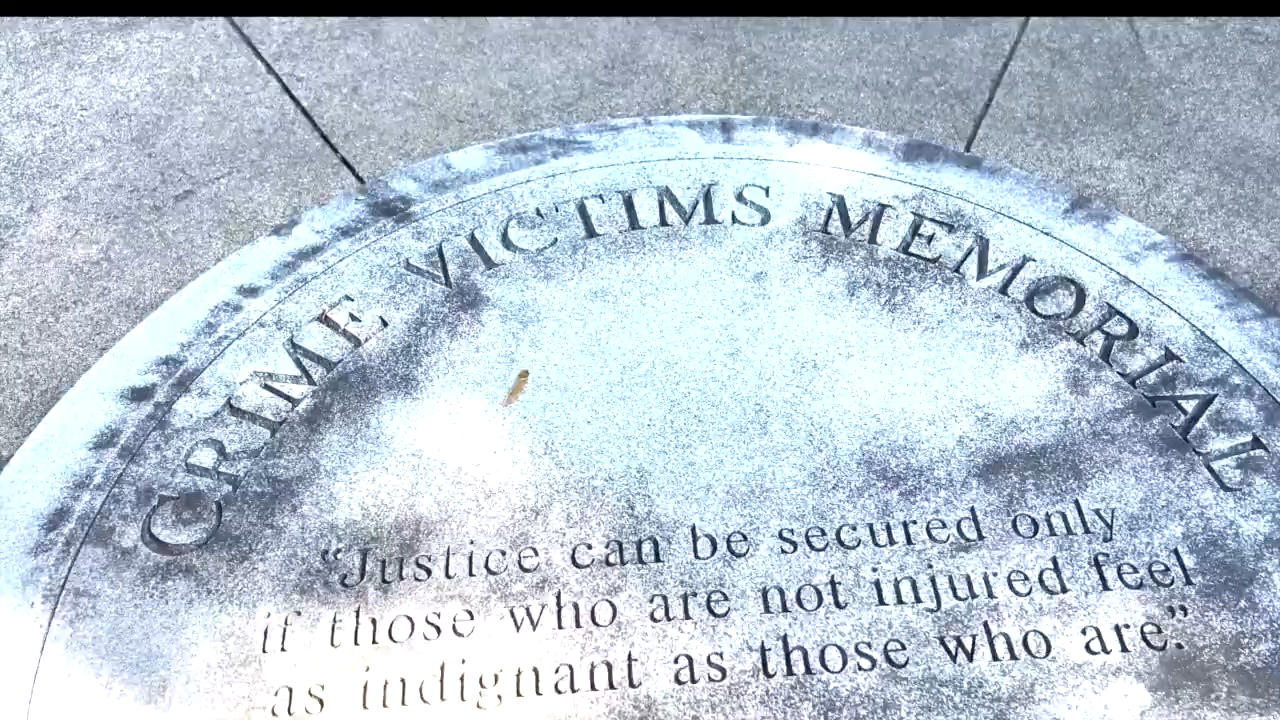 CRIME VICTIMS MEMORIAL
“Justice can be secured only
if those who are not injured feel
as indignant as those who are.”